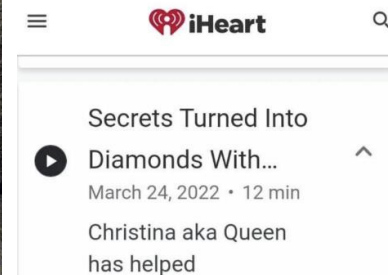 iHeart
Secrets Turned Into
Diamonds With...
March 24, 2022 • 12 min
Christina aka Queen
has helped